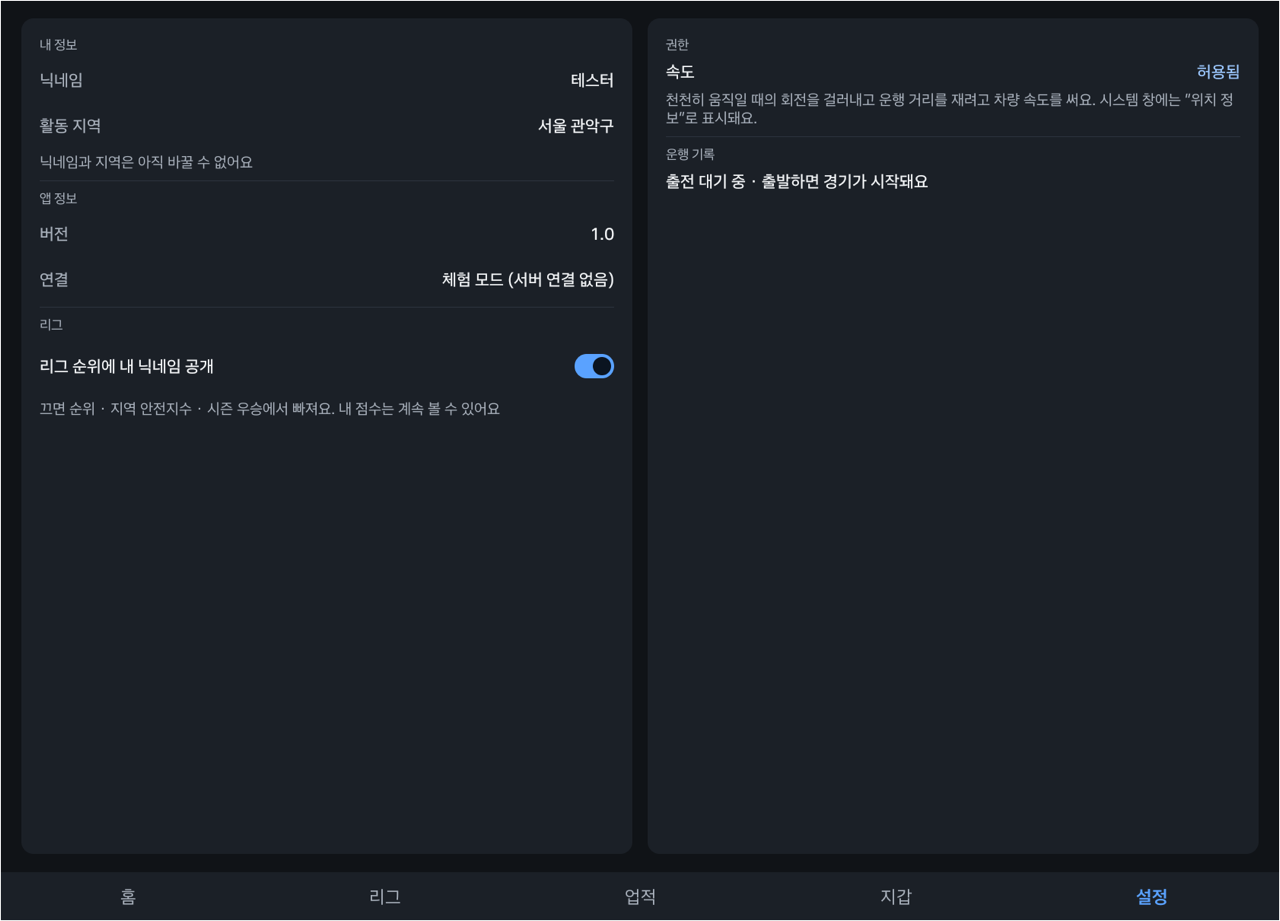 내 정보
닉네임 테스터
활동 지역 서울 관악구
닉네임과 지역은 아직 바꿀 수 없어요
앱 정보
버전 1.0
연결 체험 모드 (서버 연결 없음)
리그
리그 순위에 내 닉네임 공개
끄면 순위 · 지역 안전지수 · 시즌 우승에서 빠져요. 내 점수는 계속 볼 수 있어요
권한
속도 허용됨
천천히 움직일 때의 회전을 걸러내고 운행 거리를 재려고 차량 속도를 써요. 시스템 창에는 "위치 정
보"로 표시돼요.
운행 기록
출전 대기 중 · 출발하면 경기가 시작돼요
홈 리그 업적 지갑 설정